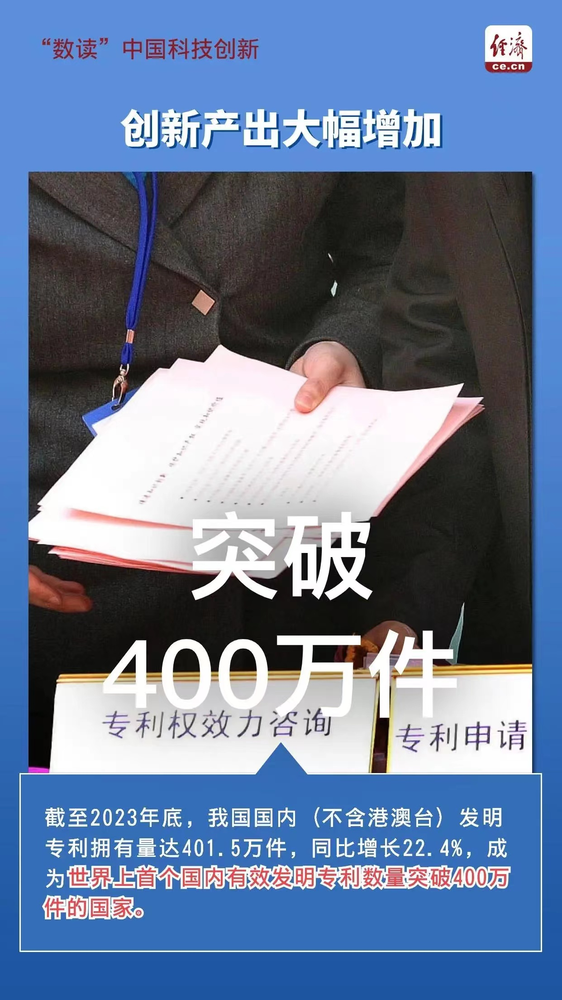 “数读”中国科技创新
经济
ce.cn
创新产出大幅增加
突破
400万件
专利权效力咨询
专利申请
截至2023年底，我国国内（不含港澳台）发明
专利拥有量达401.5万件，同比增长22.4%，成
为世界上首个国内有效发明专利数量突破400万
件的国家。